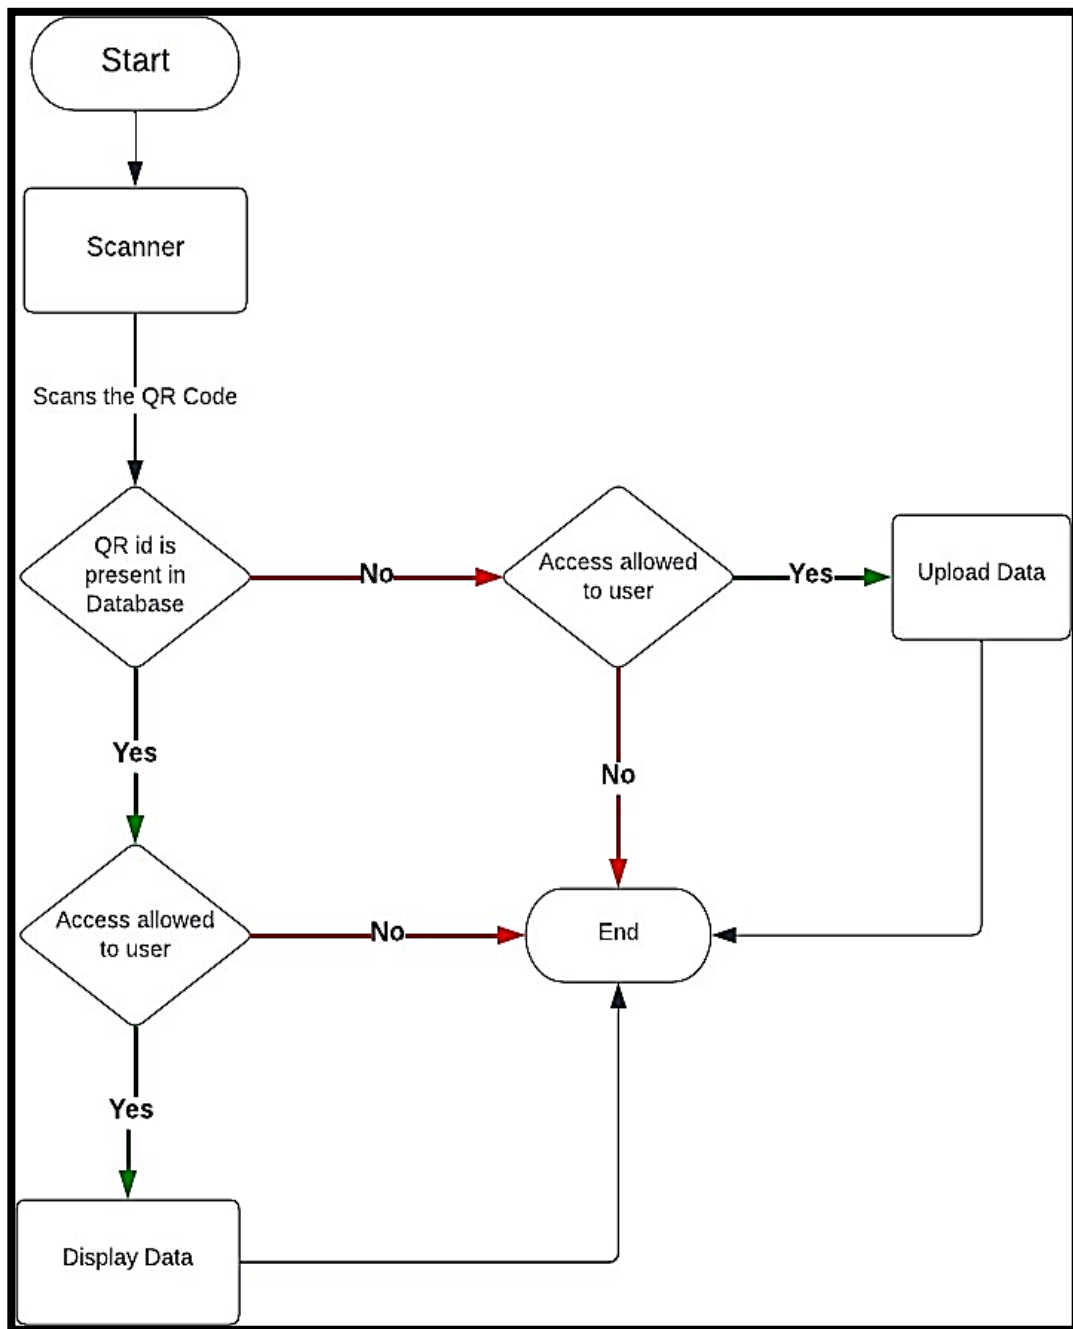 Start
Scanner
Scans the QR Code
QR id is
present in
Database
No
Access allowed
to user
Yes
Upload Data
Yes
No
Access allowed
to user
No
End
Yes
Display Data